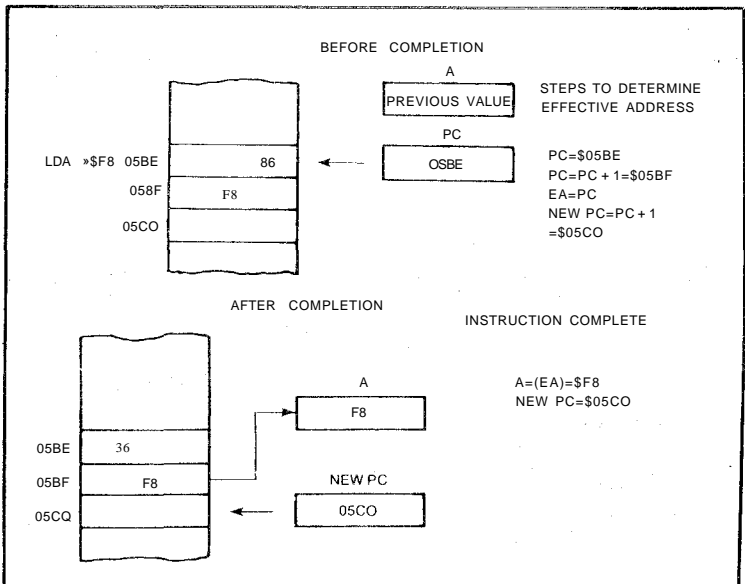 BEFORE COMPLETION
A
PREVIOUS VALUE
STEPS TO DETERMINE
EFFECTIVE ADDRESS
PC
LDA »$F8 05BE 86
OSBE
PC=$05BE
058F F8
PC=PC + 1=$05BF
EA=PC
05CO
NEW PC=PC + 1
=$05CO
AFTER COMPLETION
INSTRUCTION COMPLETE
A
A=(EA)=$F8
F8
NEW PC=$05CO
05BE 36
05BF F8
NEW PC
05CQ
05CO